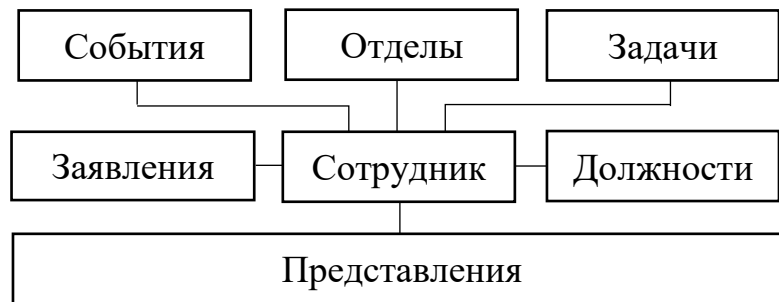 События
Отделы
Задачи
Заявления
Сотрудник
Должности
Представления